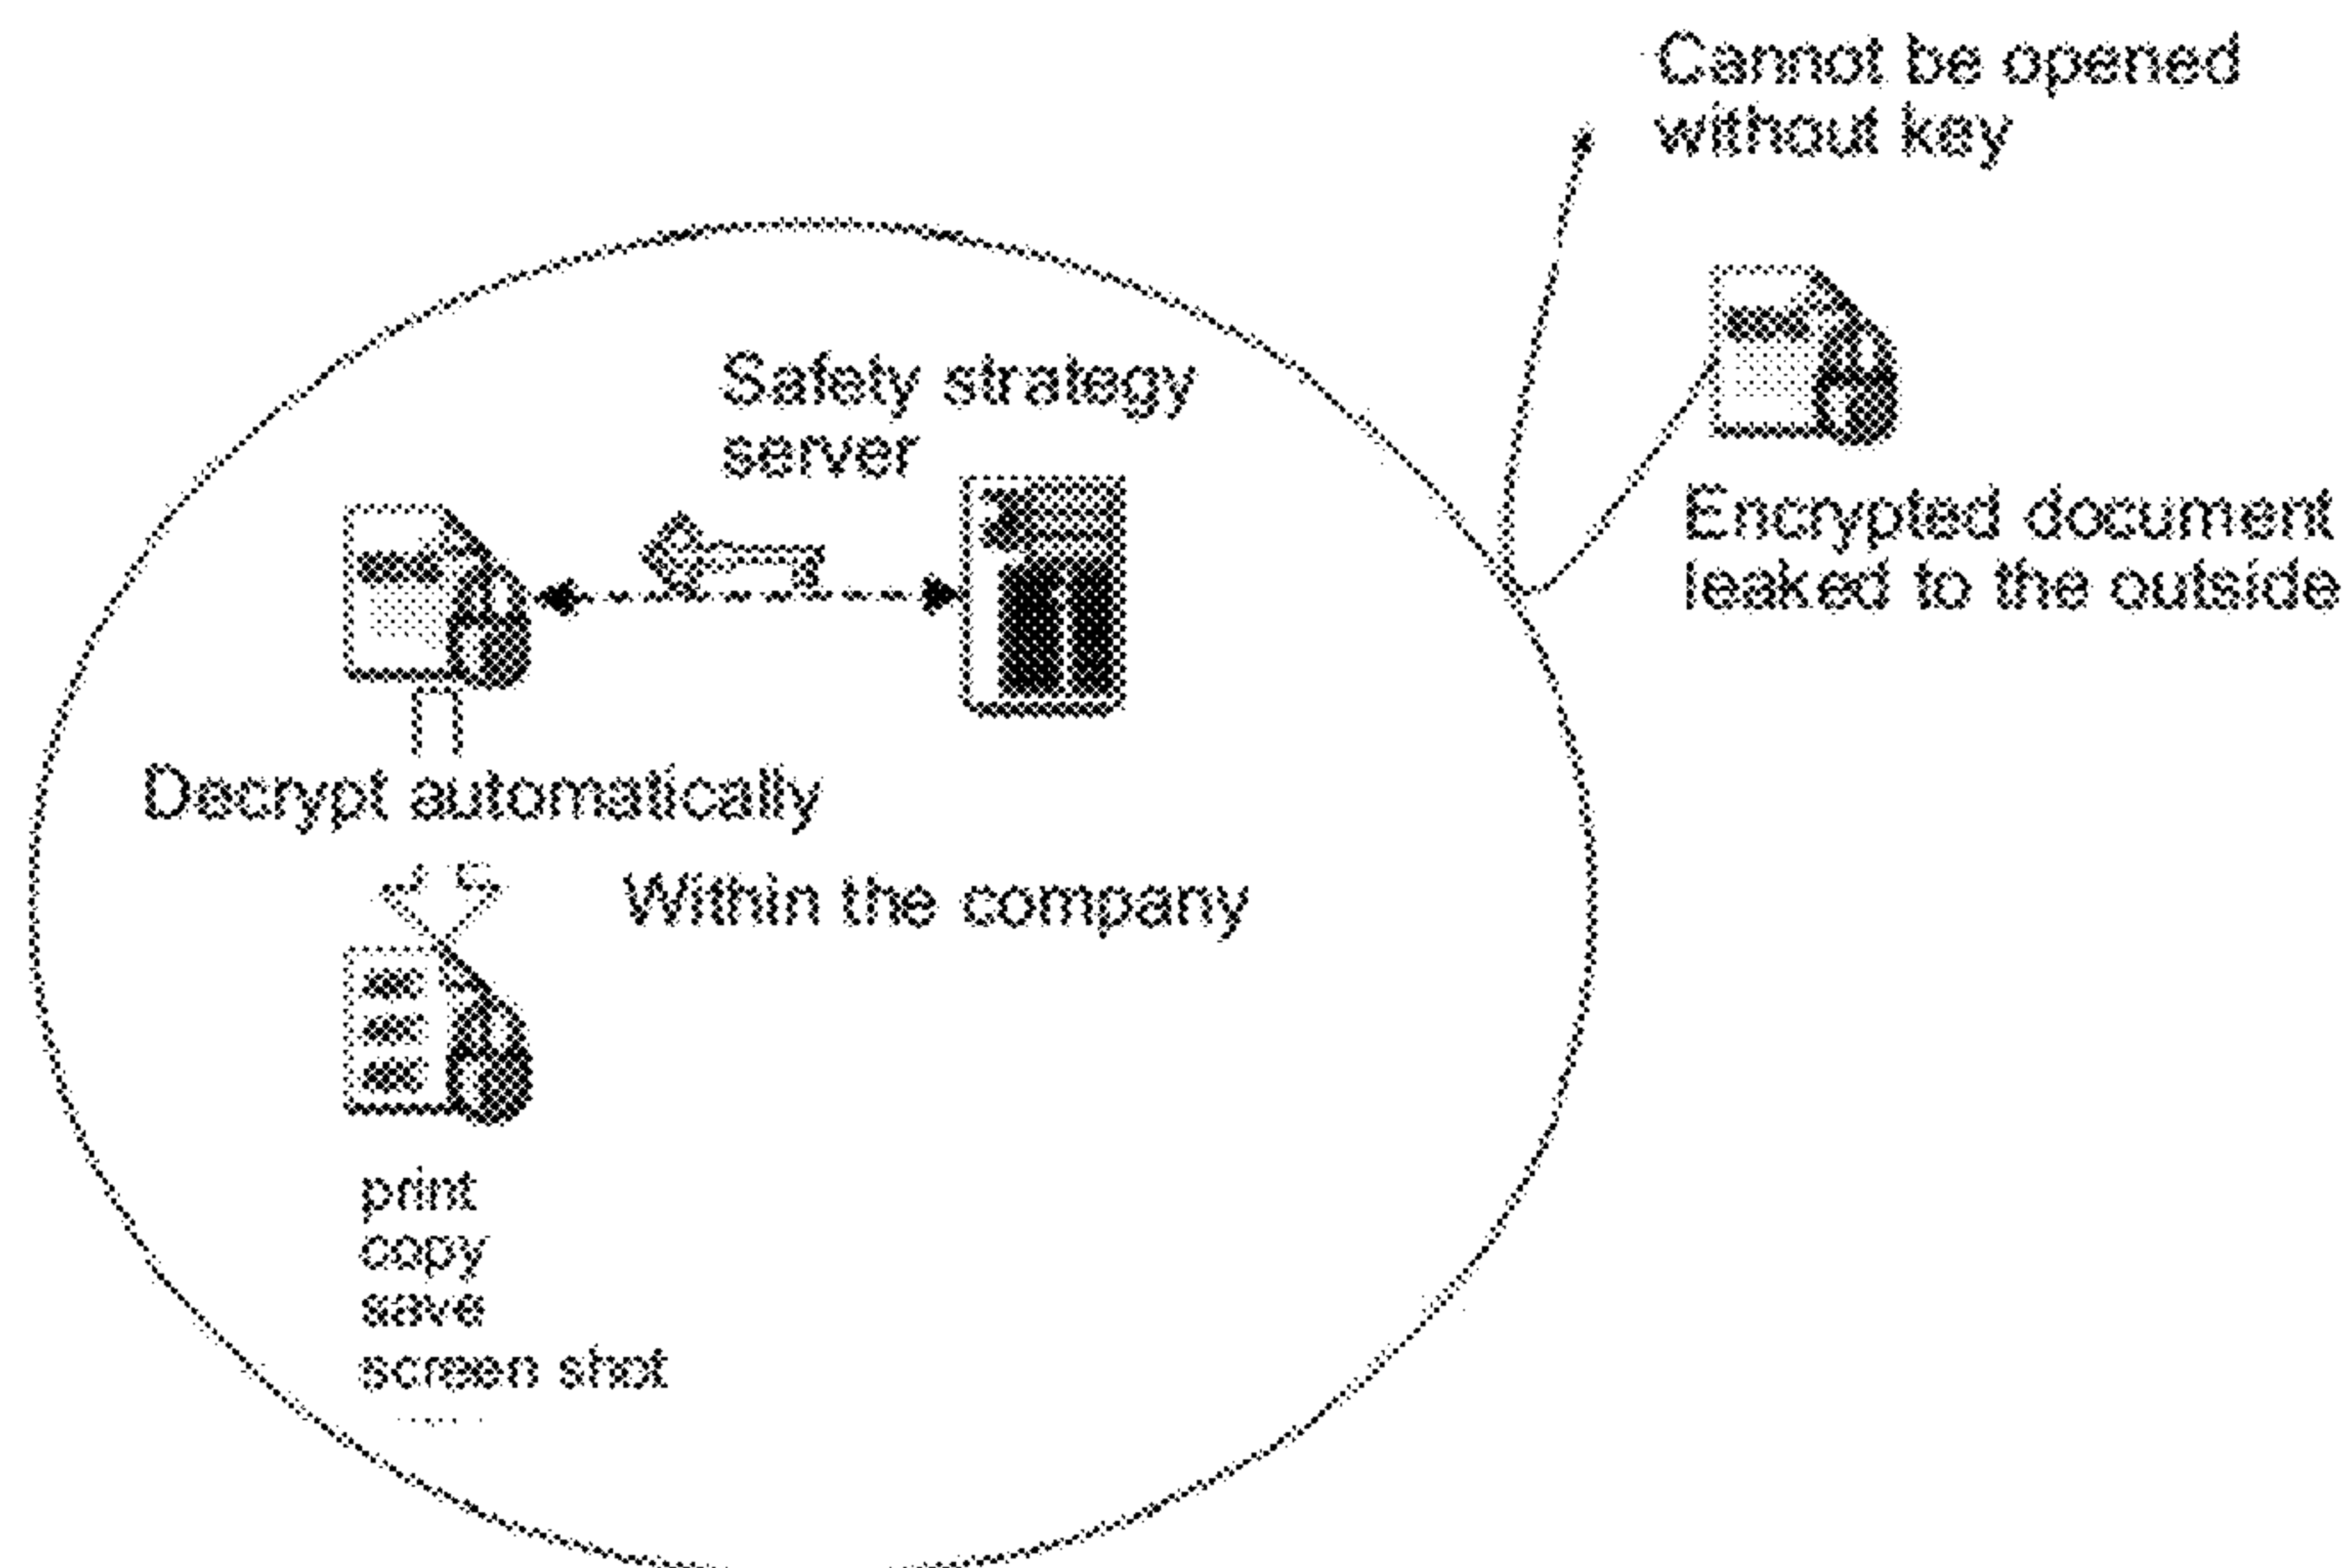 Cannot be opened
without key
Safety strategy
server
Encrypted document
leaked to the outside
Decrypt automatically
Within the company
print
copy
save
screen shot
.....